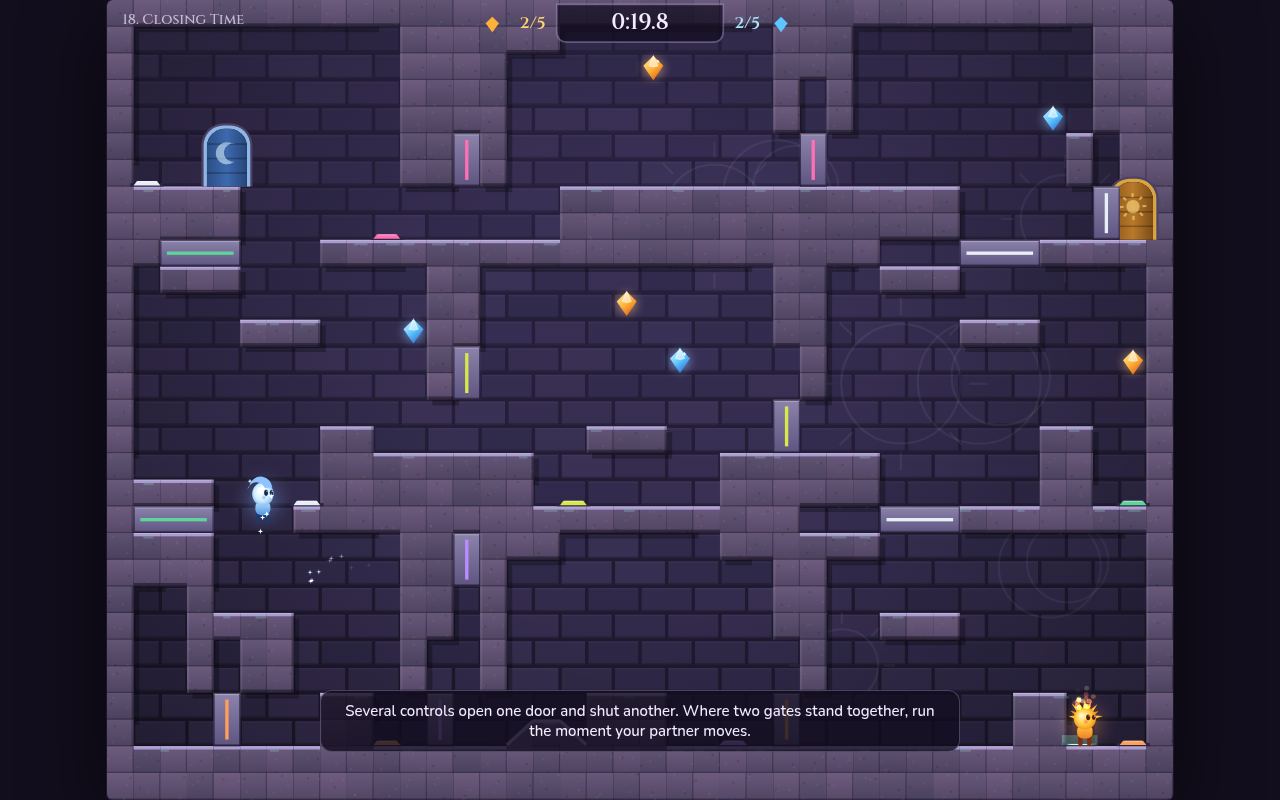 18. Closing Time
2/5
0:19.8
2/5
Several controls open one door and shut another. Where two gates stand together, run
the moment your partner moves.